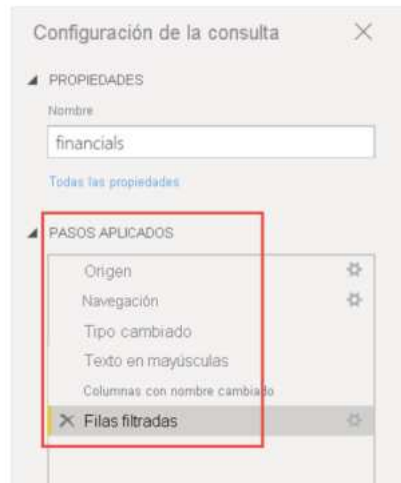 Configuración de la consulta
PROPIEDADES
Nombre
financials
Todas las propiedades
PASOS APLICADOS
Origen
Navegación
Tipo cambiado
Texto en mayúsculas
Columnas con nombre cambiado
Filas filtradas